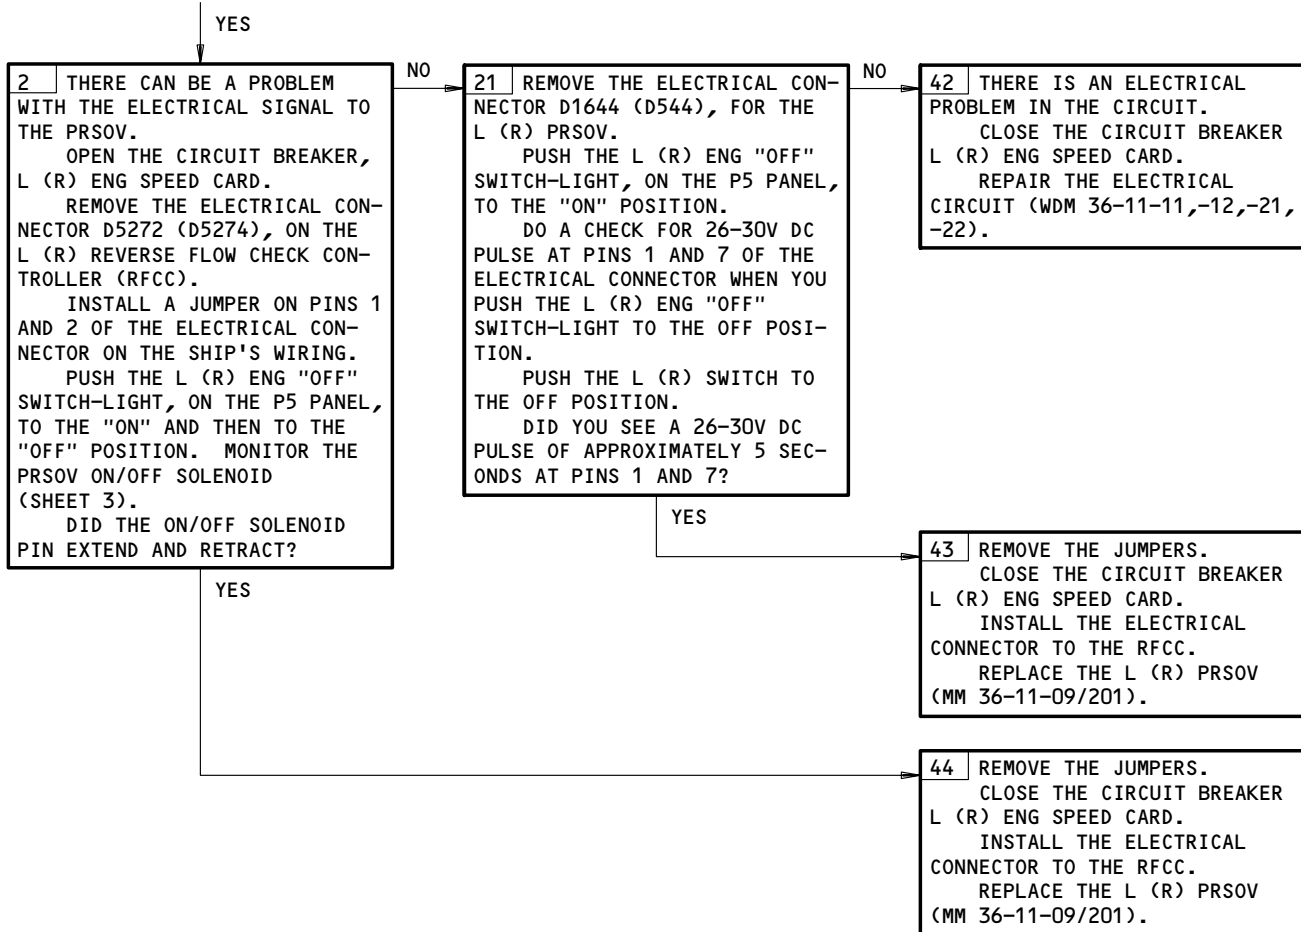 YES
2 THERE CAN BE A PROBLEM
WITH THE ELECTRICAL SIGNAL TO
THE PRSOV.
OPEN THE CIRCUIT BREAKER,
L (R) ENG SPEED CARD.
REMOVE THE ELECTRICAL CON-
NECTOR D5272 (D5274), ON THE
L (R) REVERSE FLOW CHECK CON-
TROLLER (RFCC).
INSTALL A JUMPER ON PINS 1
AND 2 OF THE ELECTRICAL CON-
NECTOR ON THE SHIP'S WIRING.
PUSH THE L (R) ENG "OFF"
SWITCH-LIGHT, ON THE P5 PANEL,
TO THE "ON" AND THEN TO THE
"OFF" POSITION. MONITOR THE
PRSOV ON/OFF SOLENOID
(SHEET 3).
DID THE ON/OFF SOLENOID
PIN EXTEND AND RETRACT?
NO
21 REMOVE THE ELECTRICAL CON-
NECTOR D1644 (D544), FOR THE
L (R) PRSOV.
PUSH THE L (R) ENG "OFF"
SWITCH-LIGHT, ON THE P5 PANEL,
TO THE "ON" POSITION.
DO A CHECK FOR 26-30V DC
PULSE AT PINS 1 AND 7 OF THE
ELECTRICAL CONNECTOR WHEN YOU
PUSH THE L (R) ENG "OFF"
SWITCH-LIGHT TO THE OFF POSI-
TION.
PUSH THE L (R) SWITCH TO
THE OFF POSITION.
DID YOU SEE A 26-30V DC
PULSE OF APPROXIMATELY 5 SEC-
ONDS AT PINS 1 AND 7?
NO
42 THERE IS AN ELECTRICAL
PROBLEM IN THE CIRCUIT.
CLOSE THE CIRCUIT BREAKER
L (R) ENG SPEED CARD.
REPAIR THE ELECTRICAL
CIRCUIT (WDM 36-11-11,-12,-21,
-22).
YES
43 REMOVE THE JUMPERS.
CLOSE THE CIRCUIT BREAKER
L (R) ENG SPEED CARD.
INSTALL THE ELECTRICAL
CONNECTOR TO THE RFCC.
REPLACE THE L (R) PRSOV
(MM 36-11-09/201).
YES
44 REMOVE THE JUMPERS.
CLOSE THE CIRCUIT BREAKER
L (R) ENG SPEED CARD.
INSTALL THE ELECTRICAL
CONNECTOR TO THE RFCC.
REPLACE THE L (R) PRSOV
(MM 36-11-09/201).